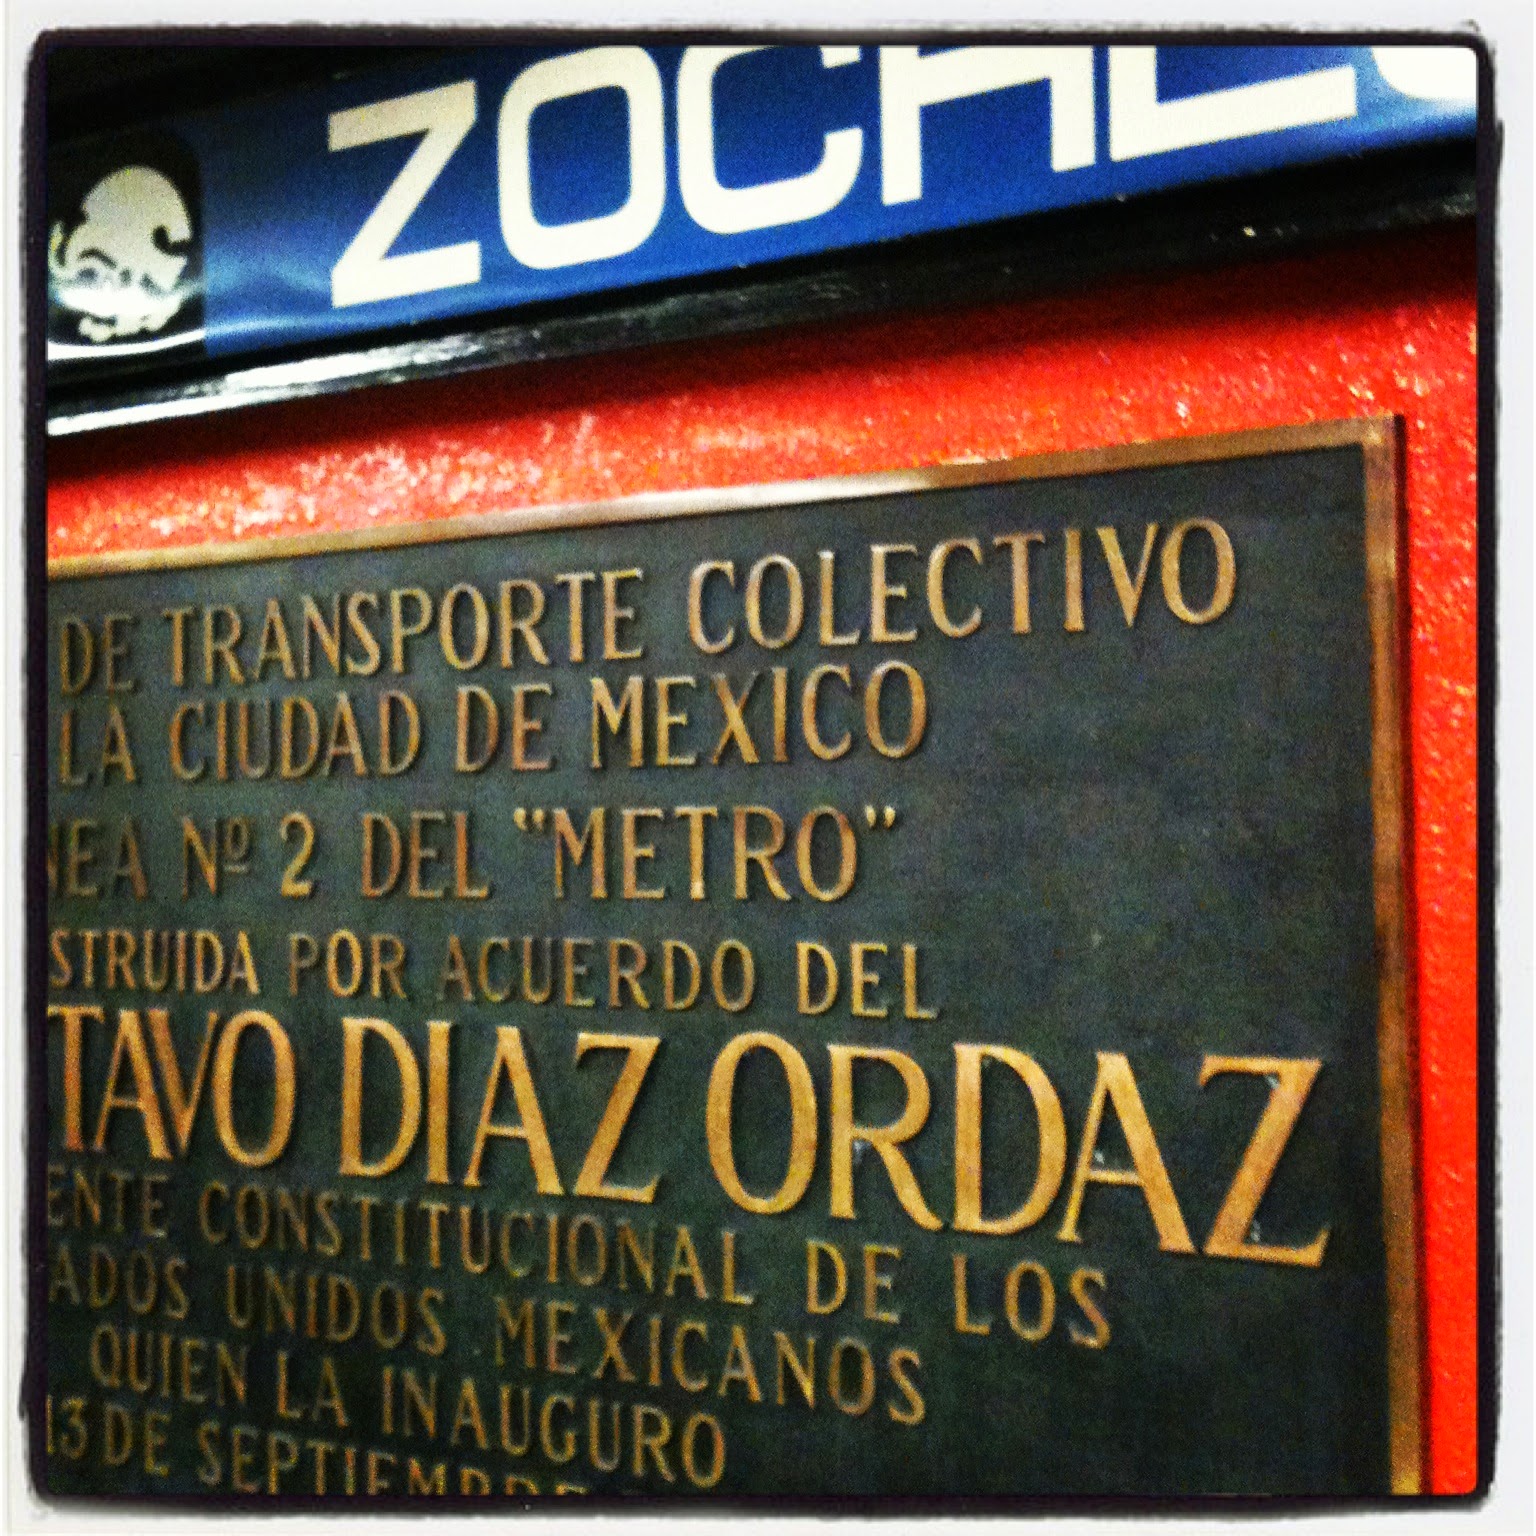 ZOCALO
DE TRANSPORTE COLECTIVO
LA CIUDAD DE MEXICO
NEA Nº 2 DEL "METRO"
STRUIDA POR ACUERDO DEL
TAVO DIAZ ORDAZ
ENTE CONSTITUCIONAL DE LOS
ADOS UNIDOS MEXICANOS
QUIEN LA INAUGURO
13 DE SEPTIEMBRE